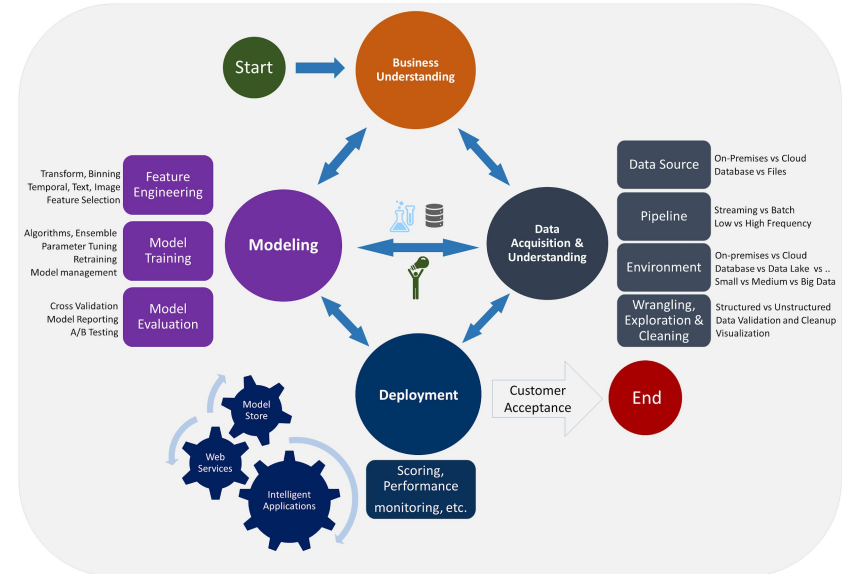 Start
Business
Understanding
Transform, Binning
Temporal, Text, Image
Feature Selection
Feature
Engineering
Algorithms, Ensemble
Parameter Tuning
Retraining
Model management
Model
Training
Cross Validation
Model Reporting
A/B Testing
Model
Evaluation
Modeling
Data
Acquisition &
Understanding
Data Source
On-Premises vs Cloud
Database vs Files
Pipeline
Streaming vs Batch
Low vs High Frequency
Environment
On-premises vs Cloud
Database vs Data Lake vs ..
Small vs Medium vs Big Data
Wrangling,
Exploration &
Cleaning
Structured vs Unstructured
Data Validation and Cleanup
Visualization
Deployment
Customer
Acceptance
End
Model
Store
Web
Services
Intelligent
Applications
Scoring,
Performance
monitoring, etc.